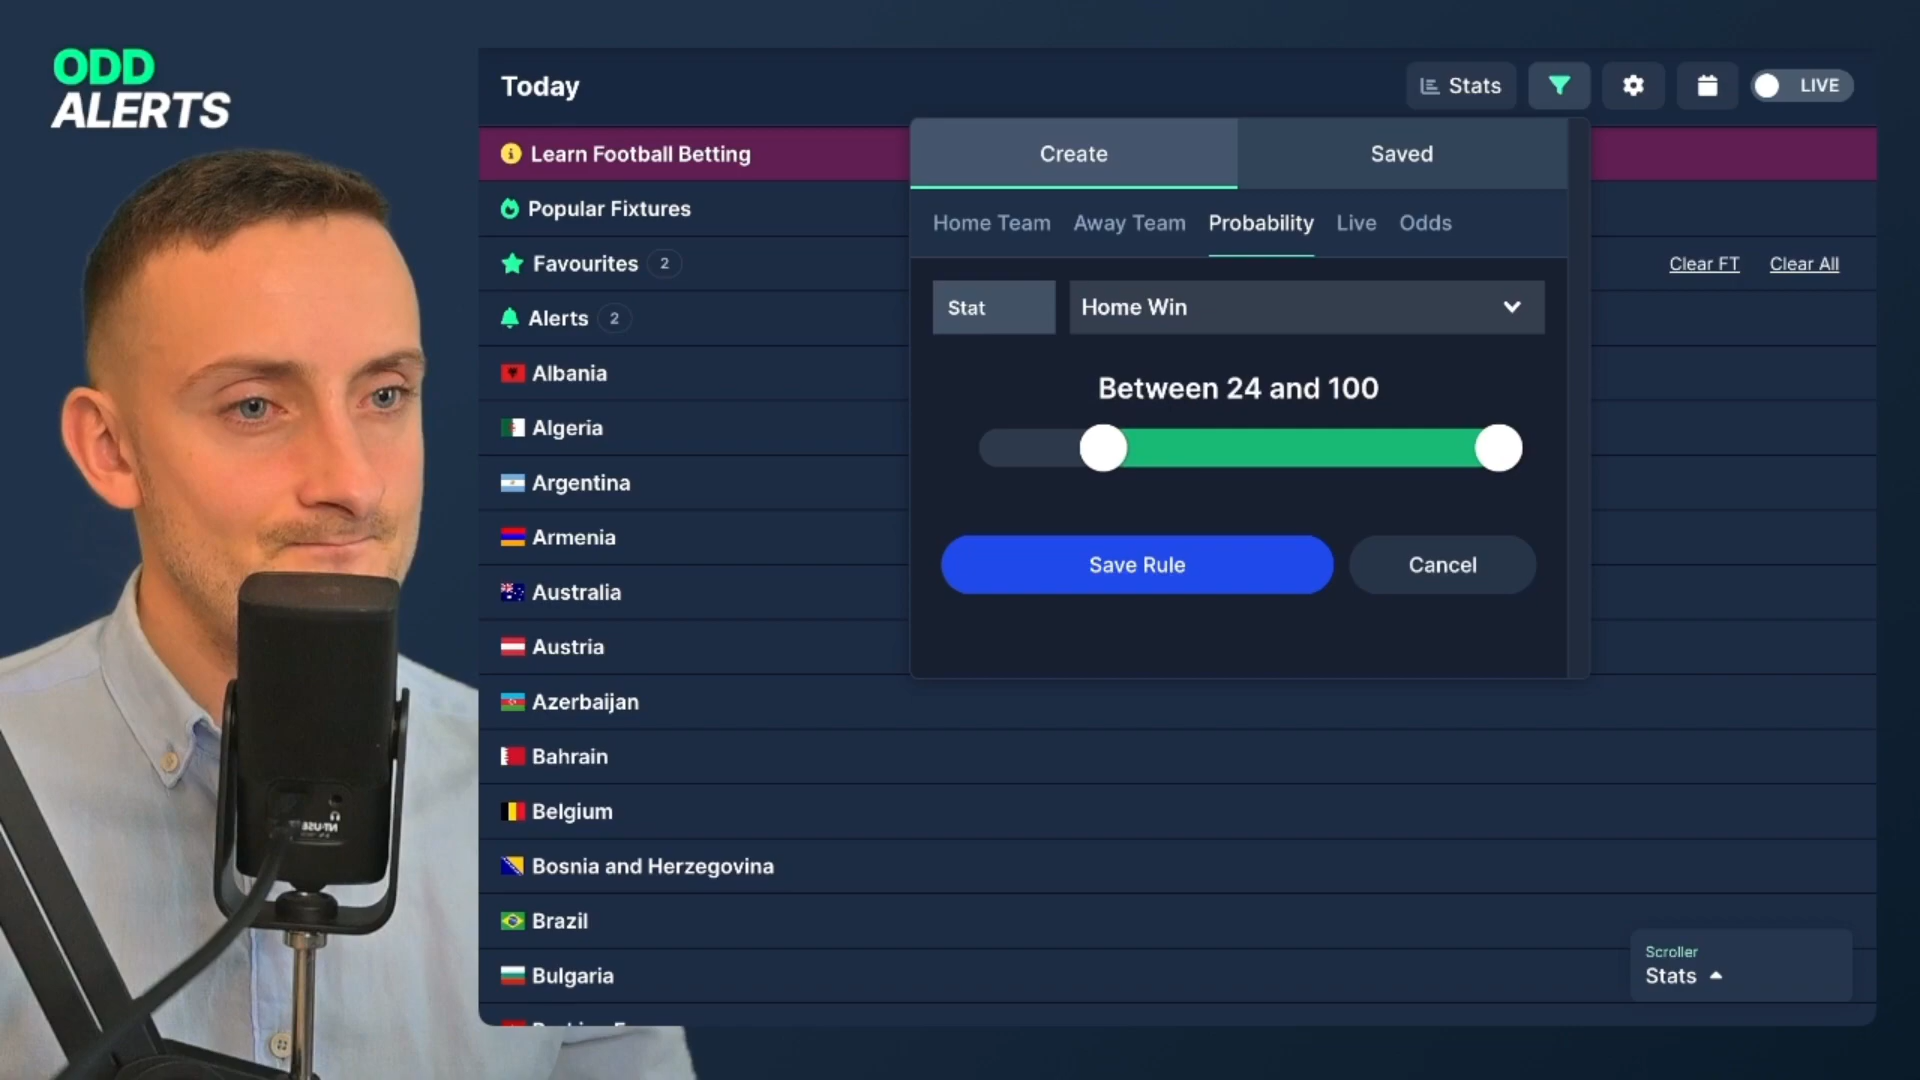 ODD
ALERTS
Today
Stats
LIVE
Learn Football Betting
Create
Saved
Popular Fixtures
Home Team
Away Team
Probability
Live
Odds
Favourites
2
Clear FT
Clear All
Stat
Home Win
Alerts
2
Between 24 and 100
Albania
Algeria
Argentina
Armenia
Save Rule
Cancel
Australia
Austria
Azerbaijan
Bahrain
Belgium
NT-USB
Bosnia and Herzegovina
Brazil
Bulgaria
Scroller
Stats